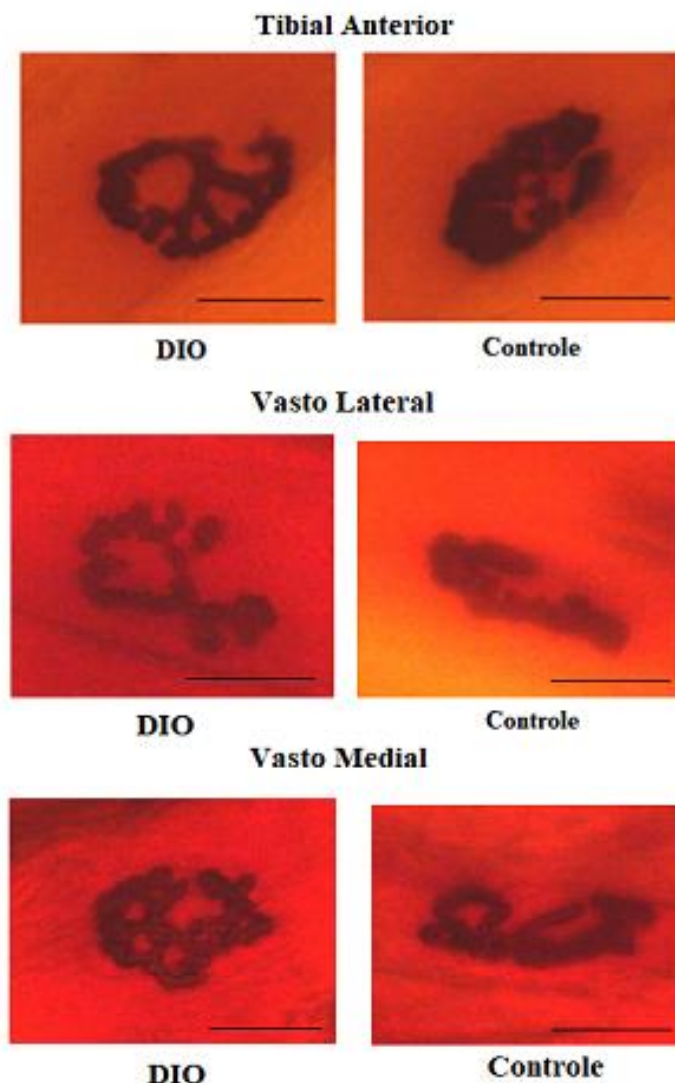 Tibial Anterior
DIO Controle
Vasto Lateral
DIO Controle
Vasto Medial
DIO Controle